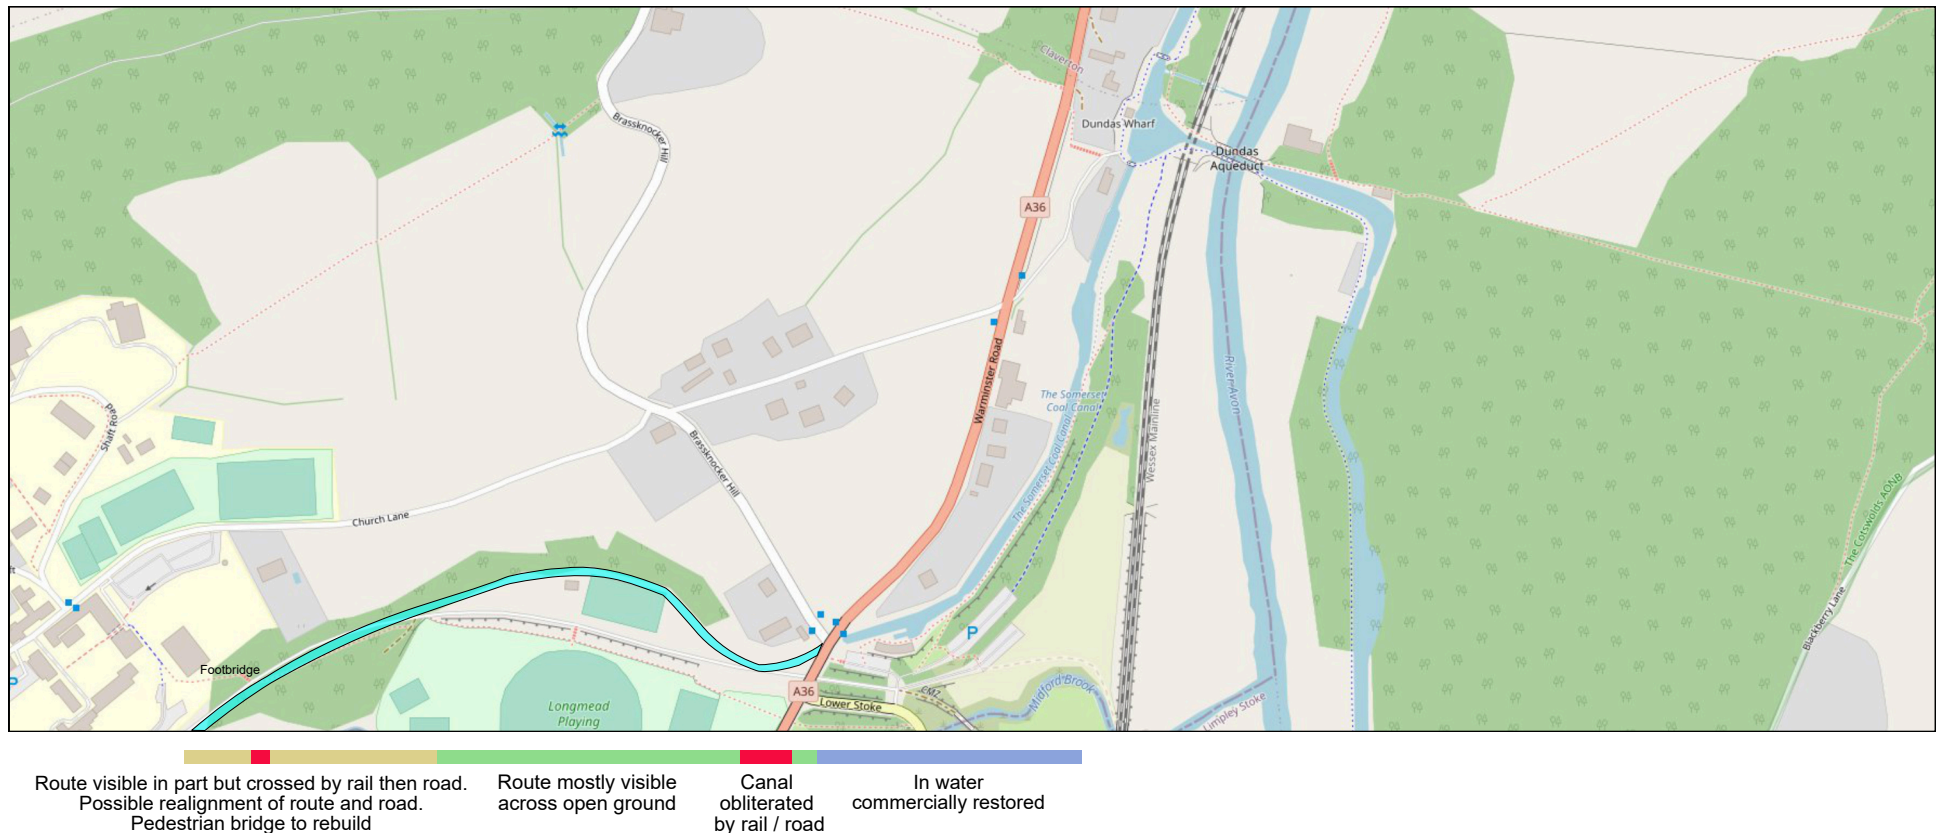 Claverton
Dundas Wharf
Brassknocker Hill
Dundas
Aqueduct
A36
Warminster Road
The Somerset
Coal Canal
River Avon
Shaft Road
Wessex Mainline
Brassknocker Hill
The Somerset Coal Canal
The Cotswolds AONB
Church Lane
ft
P
Blackberry Lane
Footbridge
P
A36
CMZ
Midford Brook
Lower Stoke
Limpley Stoke
Longmead
Playing
Route visible in part but crossed by rail then road.
Possible realignment of route and road.
Pedestrian bridge to rebuild
Route mostly visible
across open ground
Canal
obliterated
by rail / road
In water
commercially restored